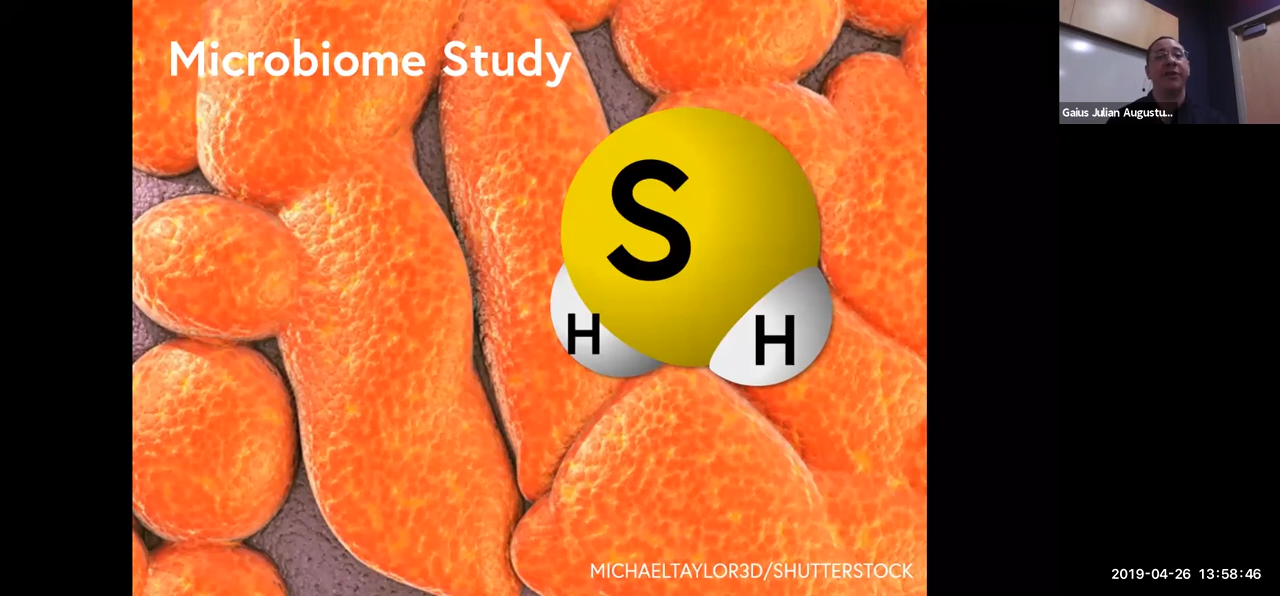 Microbiome Study
S
H
H
Gaius Julian Augustu...
MICHAELTAYLOR3D/SHUTTERSTOCK
2019-04-26 13:58:46